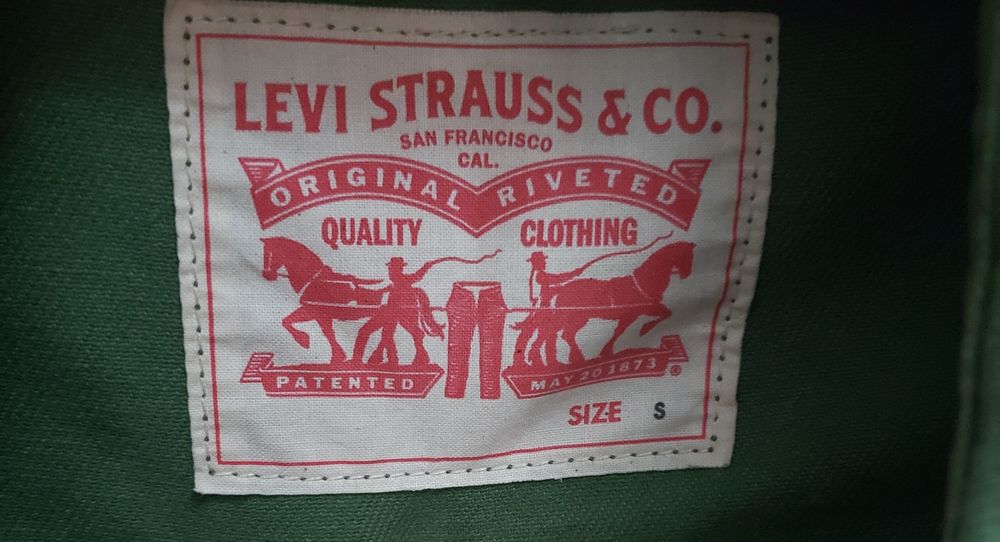 LEVI STRAUSS & CO.
SAN FRANCISCO
CAL.
ORIGINAL RIVETED
QUALITY CLOTHING
PATENTED MAY 20 1873 ®
SIZE S